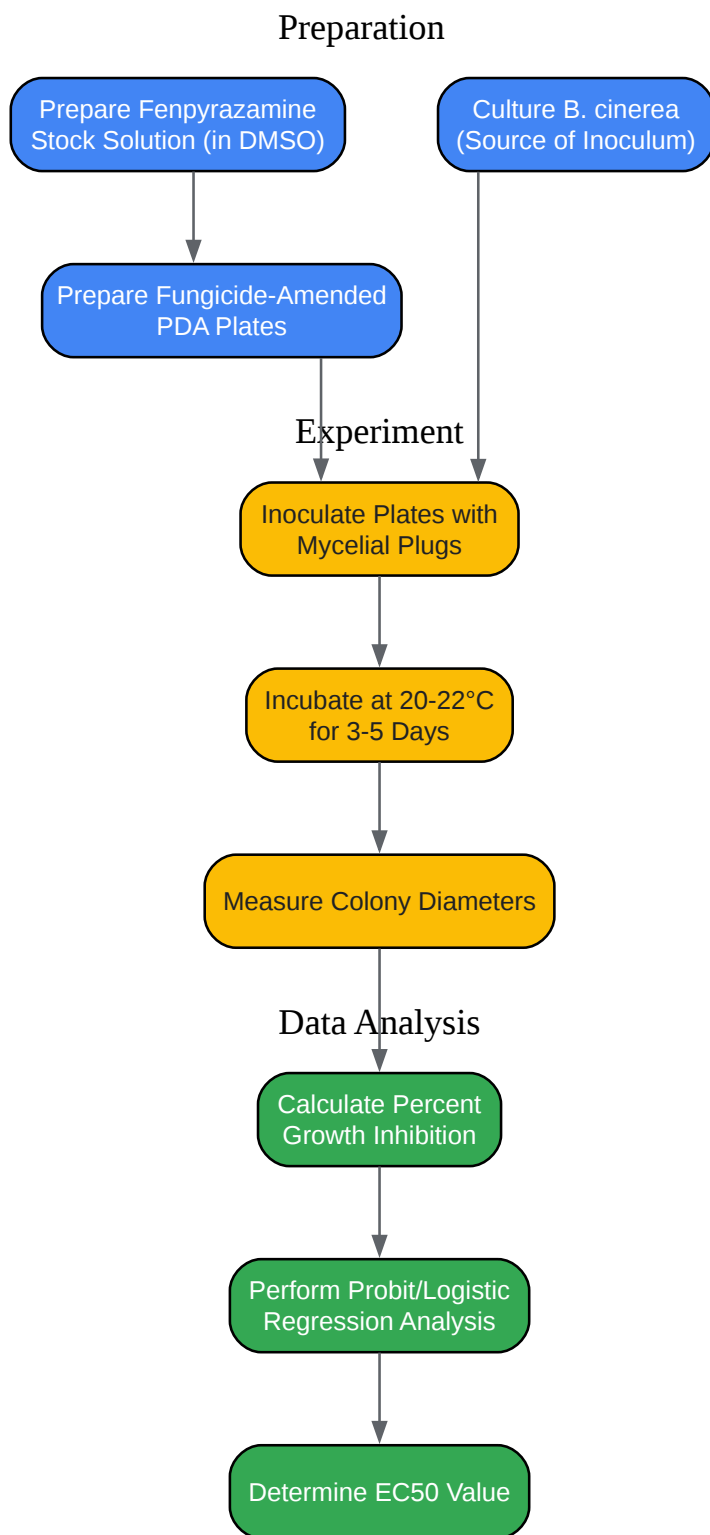 Preparation
Prepare Fenpyrazamine
Stock Solution (in DMSO)
Culture B. cinerea
(Source of Inoculum)
Prepare Fungicide-Amended
PDA Plates
Experiment
Inoculate Plates with
Mycelial Plugs
Incubate at 20-22°C
for 3-5 Days
Measure Colony Diameters
Data Analysis
Calculate Percent
Growth Inhibition
Perform Probit/Logistic
Regression Analysis
Determine EC50 Value